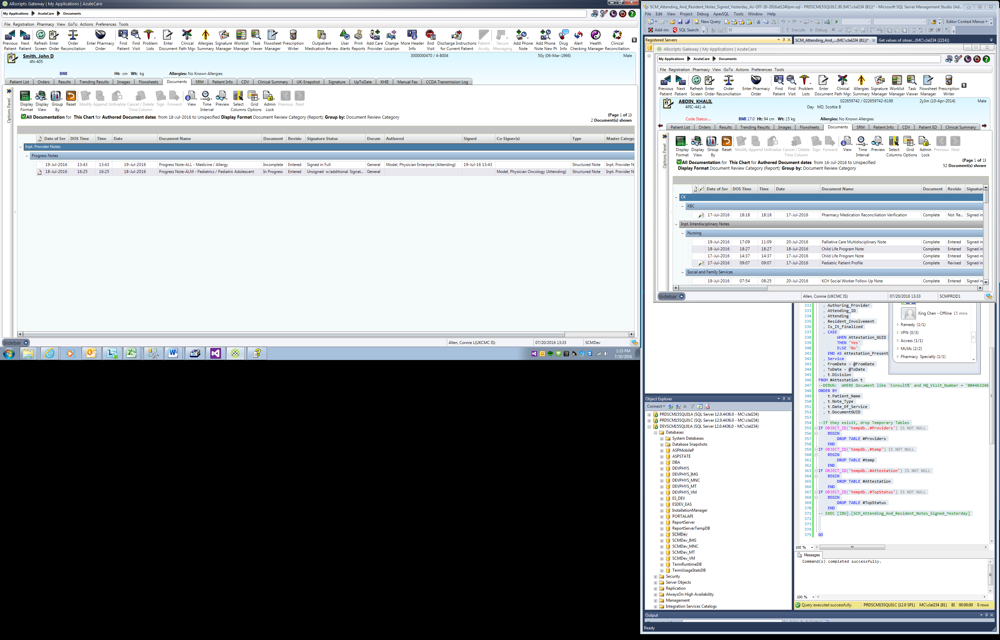 Allscripts Gateway | My Applications | AcuteCare
My Applications AcuteCare Documents
File Registration Pharmacy View GoTo Actions Preferences Tools
Previous Patient Next Patient Refresh Screen Enter Order Order Reconciliation Enter Pharmacy Order Find Patient Find Visit Problem Lists Enter Document Clinical Path Mgr. Allergies Summary Signature Manager Worklist Manager Task Viewer Flowsheet Manager Prescription Writer Outpatient Medication Review User Alerts Print Reports Add Care Provider Change Location More Header Info End Visit Discharge Instructions for Current Patient Patient Acuity Secure Messaging Add Phone Note Add Phone Note New Pt Drug Info Alert Checking Health Manager Clinical Reconciliation
Smith, John D 3000000470 / 4-8004 50y (06-Mar-1966) Male
4N-405
BMI Ht: cm Wt: kg Allergies: No Known Allergies
Patient List Orders Results Trending Results Images Flowsheets Documents SRM Patient Info CDV Clinical Summary UK-Snapshot Signature UpToDate KHIE Manual Fax CCDA Transmission Log
Options Panel
Display Format Display View Group By Reset Modify Append Unfinalize Cancel / Delete Time Column Sign Forward View Time Interval Preview Select Columns Grid Options Admin Lock Previous Next
All Documentation for This Chart for Authored Document dates from 18-Jul-2016 to Unspecified Display Format Document Review Category (Report); Group by: Document Review Category
(Page 1 of 1)
2 Document(s) shown
Date of Ser DOS Time Time Date Document Name Document Revisio Signature Status Docum Authored Signed Co-Signer(s) Type Master Catego
Inpt. Provider Notes
Progress Notes
19-Jul-2016 13:43 13:43 19-Jul-2016 Progress Note-ALL - Medicine / Allergy Incomplete Entered Signed in Full General Model, Physician Enterprise (Attending) 19-Jul-16 13:43 Structured Note Inpt. Provider N
18-Jul-2016 16:25 16:25 18-Jul-2016 Progress Note-ALM - Pediatrics / Pediatric Adolescent In Progress Entered Unsigned w/additional Signat... General Model, Physician Oncology (Attending) Structured Note Inpt. Provider N
Sidebar Allen, Connie L(UKCMC IS) 07/20/2016 13:33 SCMDev
1:33 PM
7/20/2016
SCM_Attending_And_Resident_Notes_Signed_Yesterday_As-Of7-20-2016at1240pm.sql - PRDSCM15SQL01C.BI (MC\clal234 (81))* - Microsoft SQL Server Management Studio (Ad...
File Edit View Project Debug ApexSQL Tools Window Help
New Query Editor Context Menus
Add-ins SQL Search BI Execute Debug
Registered Servers SCM_Attending_And_...(MC\clal234 (81))* Get values of obser...(MC\clal234 (2214))
Allscripts Gateway | My Applications | AcuteCare
My Applications AcuteCare Documents
File Registration Pharmacy View GoTo Actions Preferences Tools
Previous Patient Next Patient Refresh Screen Enter Order Order Reconciliation Enter Pharmacy Order Find Patient Find Visit Problem Lists Enter Document Clinical Path Mgr. Allergies Summary Signature Manager Worklist Manager Task Viewer Flowsheet Manager Prescription Writer
ABDIN, KHALIL 022659742 / 022659742-6199 2y3m (10-Apr-2014) Male
4PIC-441-A Day MD, Scottie B
Code Status:... BMI 17.0 Ht: 94 cm Wt: 15 kg Allergies: No Known Allergies
Patient List Orders Results Trending Results Images Flowsheets Documents SRM Patient Info CDV Patient ED Clinical Summary
Options Panel
Display Format Display View Group By Reset Modify Append Unfinalize Cancel / Delete Time Column Sign Forward View Time Interval Preview Select Columns Grid Options Admin Lock Previous Next
All Documentation for This Chart for Authored Document dates from 16-Jul-2016 to Unspecified
Display Format Document Review Category (Report); Group by: Document Review Category
(Page 1 of 1)
52 Document(s) shown
Date of Ser DOS Time Time Date Document Name Document Revisio Signature
CK
KBC
17-Jul-2016 18:18 18:18 17-Jul-2016 Pharmacy Medication Reconciliation Verification Complete Not Re... Signed in
Inpt. Interdisciplinary Notes
Nursing
19-Jul-2016 17:09 11:09 20-Jul-2016 Palliative Care Multidisciplinary Note Complete Entered Signed in
18-Jul-2016 18:27 18:27 18-Jul-2016 Child Life Program Note Complete Entered Signed in
17-Jul-2016 14:37 14:37 17-Jul-2016 Child Life Program Note Complete Entered Signed in
17-Jul-2016 09:07 09:07 17-Jul-2016 Pediatric Patient Profile Complete Revised Signed in
Social and Family Services
19-Jul-2016 07:54 08:25 20-Jul-2016 KCH Social Worker Follow Up Note Complete Entered Signed in
Sidebar Allen, Connie (UKCMC IS) 07/20/2016 13:33 SCMPROD1
332 , Authoring_Provider
333 , Attending_ID
334 , Attending
335 , Resident_Involvement
336 , Is_It_Finalized
337 , CASE
338 WHEN Attestation_GUID
339 THEN 'Yes'
340 ELSE 'No'
341 END AS Attestation_Present
342 , Service
343 , FromDate = @FromDate
344 , ToDate = @ToDate
345 , t.Division
346 FROM #Attestation t
347 --DEBUG: WHERE Document like 'Consult%' and HQ_Visit_Number = '004463246
348 ORDER BY
349 t.Patient_Name
350 , t.Note_Type
351 , t.Date_Of_Service
352 , t.DocumentGUID
353
354 --If they exisit, drop Temporary Tables
355 IF OBJECT_ID('tempdb..#Providers') IS NOT NULL
356 BEGIN
357 DROP TABLE #Providers
358 END
359 IF OBJECT_ID('tempdb..#temp') IS NOT NULL
360 BEGIN
361 DROP TABLE #temp
362 END
363 IF OBJECT_ID('tempdb..#Attestation') IS NOT NULL
364 BEGIN
365 DROP TABLE #Attestation
366 END
367 IF OBJECT_ID('tempdb..#TopStatus') IS NOT NULL
368 BEGIN
369 DROP TABLE #TopStatus
370 END
371 -- EXEC [IBU].[SCM_Attending_And_Resident_Notes_Signed_Yesterday]
372
373
374
375 GO
Xing Chen - Offline 15 mins
Remedy (1/1)
VPN (0/3)
Access (1/1)
MLMs (2/2)
Pharmacy Specialty (1/1)
100 %
Messages
Command(s) completed successfully.
100 %
Query executed successfully. PRDSCM15SQL01C (12.0 SP1) MC\clal234 (81) BI 00:00:00 0 rows
Object Explorer
Connect
PRDSCM15SQL01A (SQL Server 12.0.4436.0 - MC\clal234)
PRDSCM15SQL01C (SQL Server 12.0.4436.0 - MC\clal234)
DEVSCM15SQL01A (SQL Server 12.0.4436.0 - MC\clal234)
Databases
System Databases
Database Snapshots
ASPMobileP
ASPSTATE
DBA
DEVPHYS
DEVPHYS_IMG
DEVPHYS_MNC
DEVPHYS_MT
DEVPHYS_VM
ES_DEV
ESDEV_EAS
InstallationManager
PORTALAPI
ReportServer
ReportServerTempDB
SCMDev
SCMDev_IMG
SCMDev_MNC
SCMDev_MT
SCMDev_VM
TermRuntimeDB
TermUsageStatsDB
Security
Server Objects
Replication
AlwaysOn High Availability
Management
Integration Services Catalogs
Output
Ready